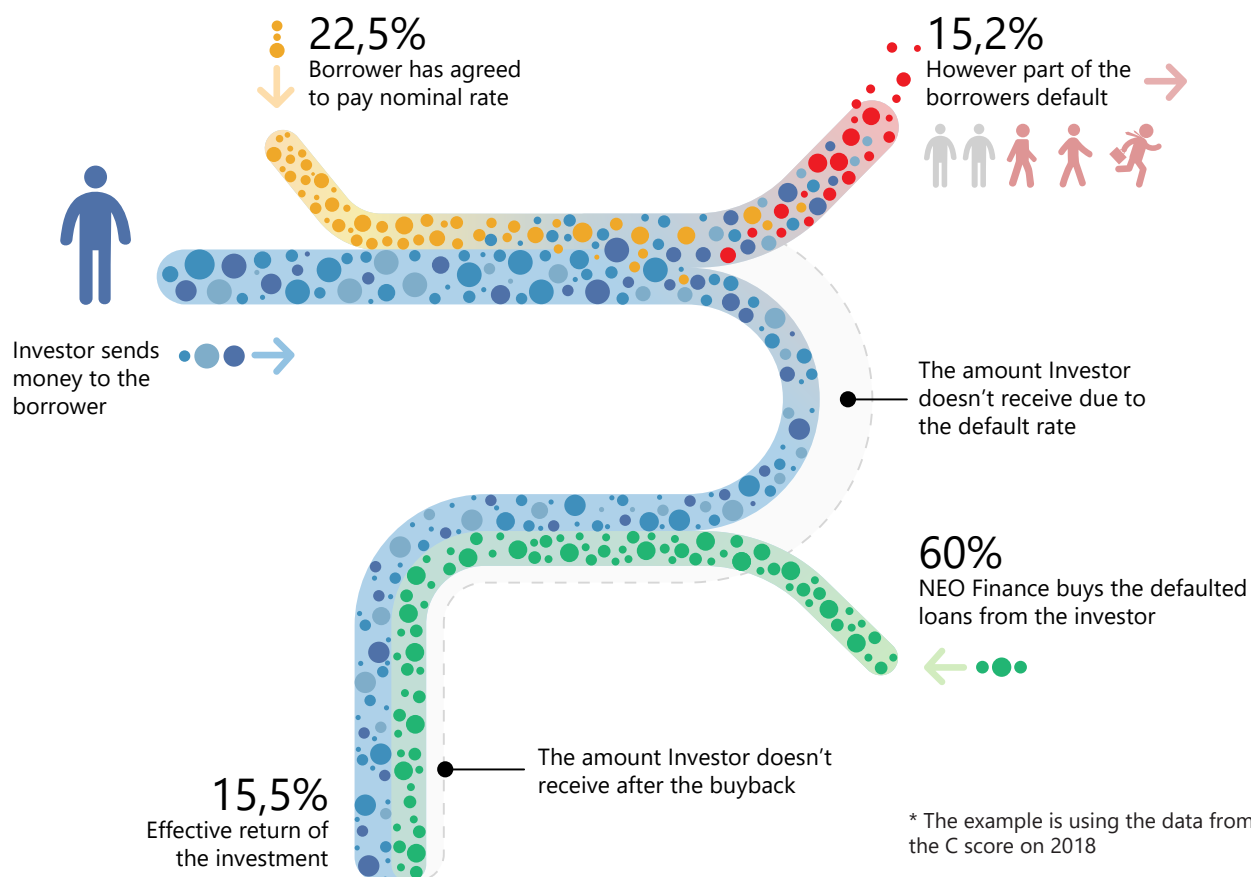 22,5%
Borrower has agreed
to pay nominal rate
15,2%
However part of the
borrowers default
Investor sends
money to the
borrower
The amount Investor
doesn’t receive due to
the default rate
60%
NEO Finance buys the defaulted
loans from the investor
The amount Investor doesn’t
receive after the buyback
15,5%
Effective return of
the investment
* The example is using the data from
the C score on 2018